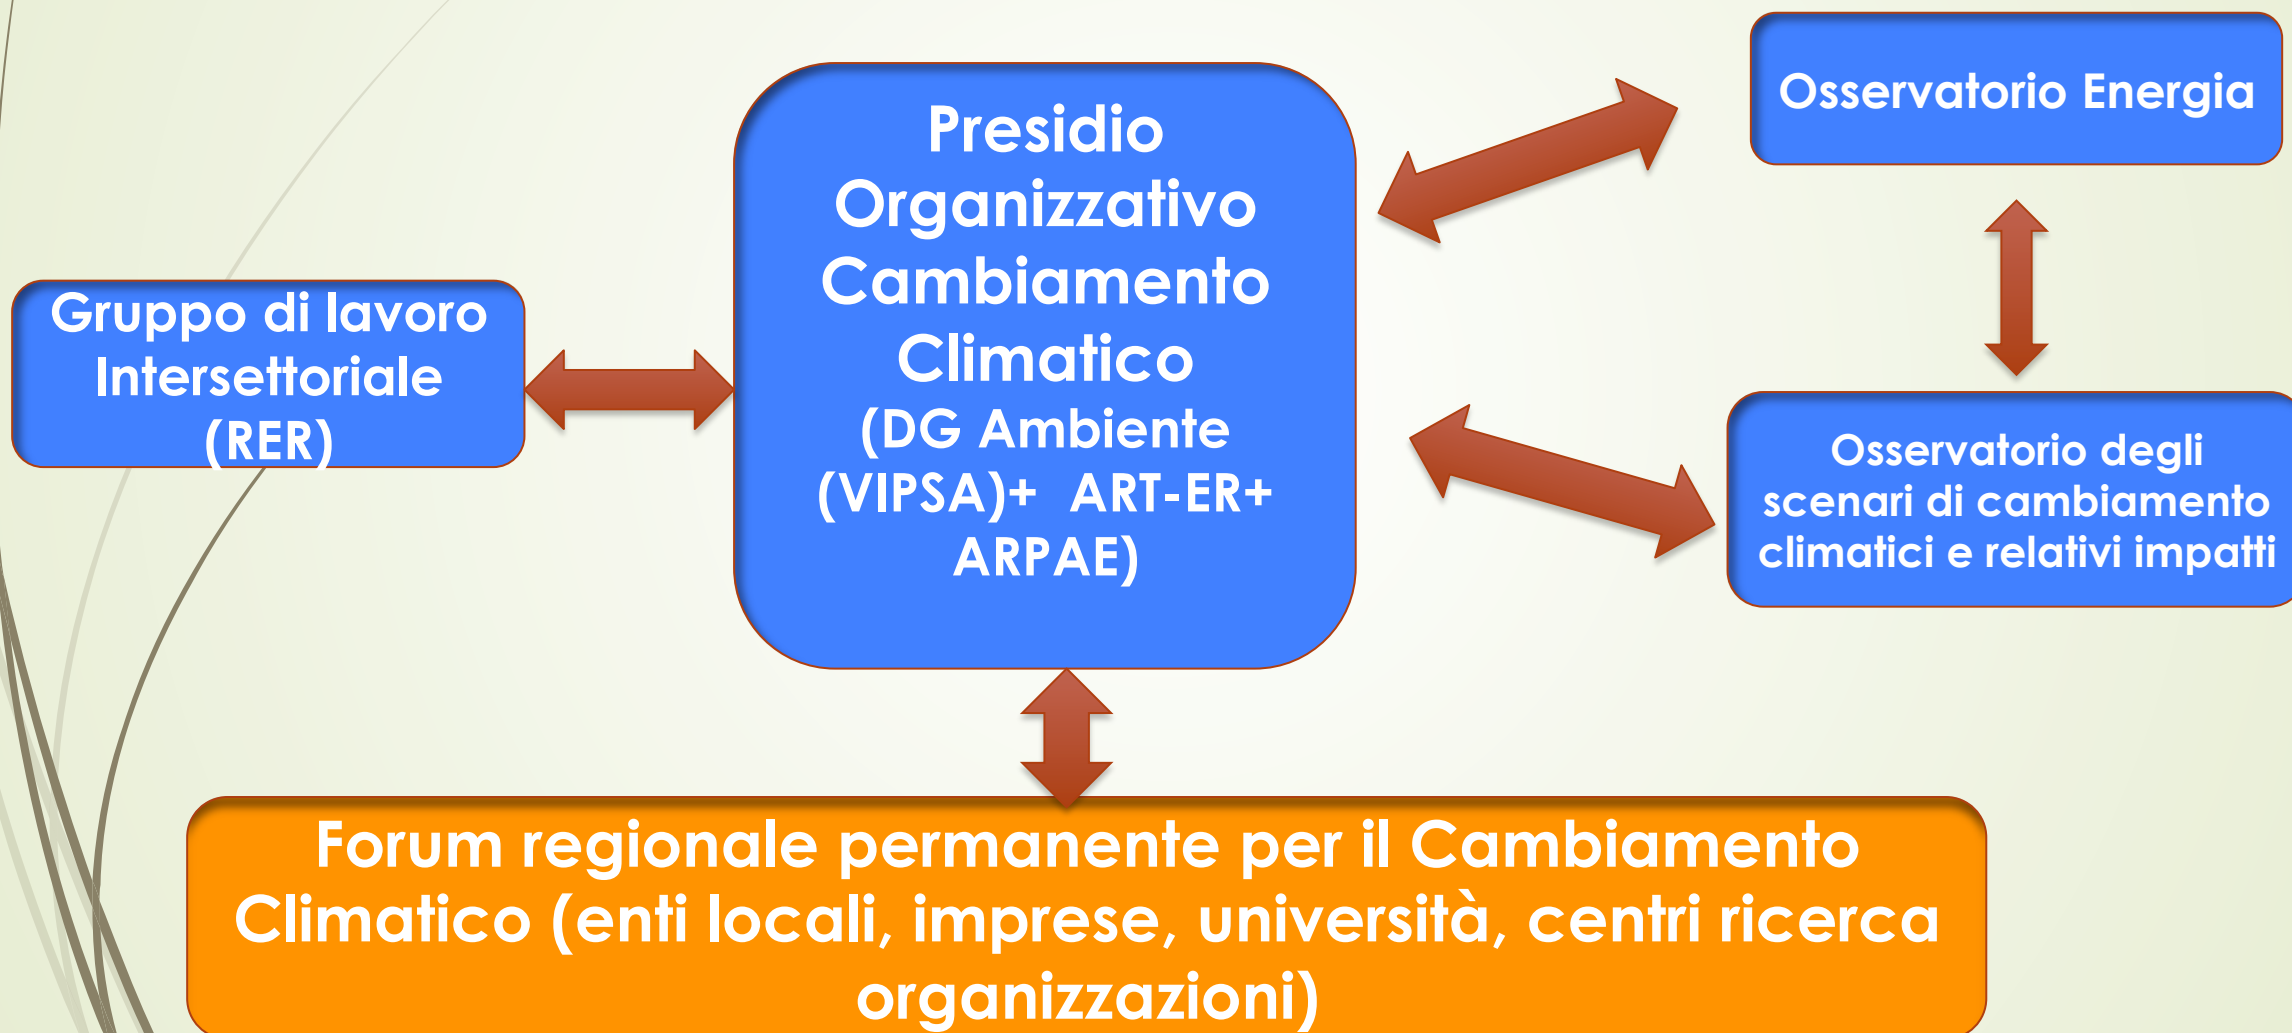 Presidio
Organizzativo
Cambiamento
Climatico
(DG Ambiente
(VIPSA)+ ART-ER+
ARPAE)
Osservatorio Energia
Gruppo di lavoro
Intersettoriale
(RER)
Osservatorio degli
scenari di cambiamento
climatici e relativi impatti
Forum regionale permanente per il Cambiamento
Climatico (enti locali, imprese, università, centri ricerca
organizzazioni)